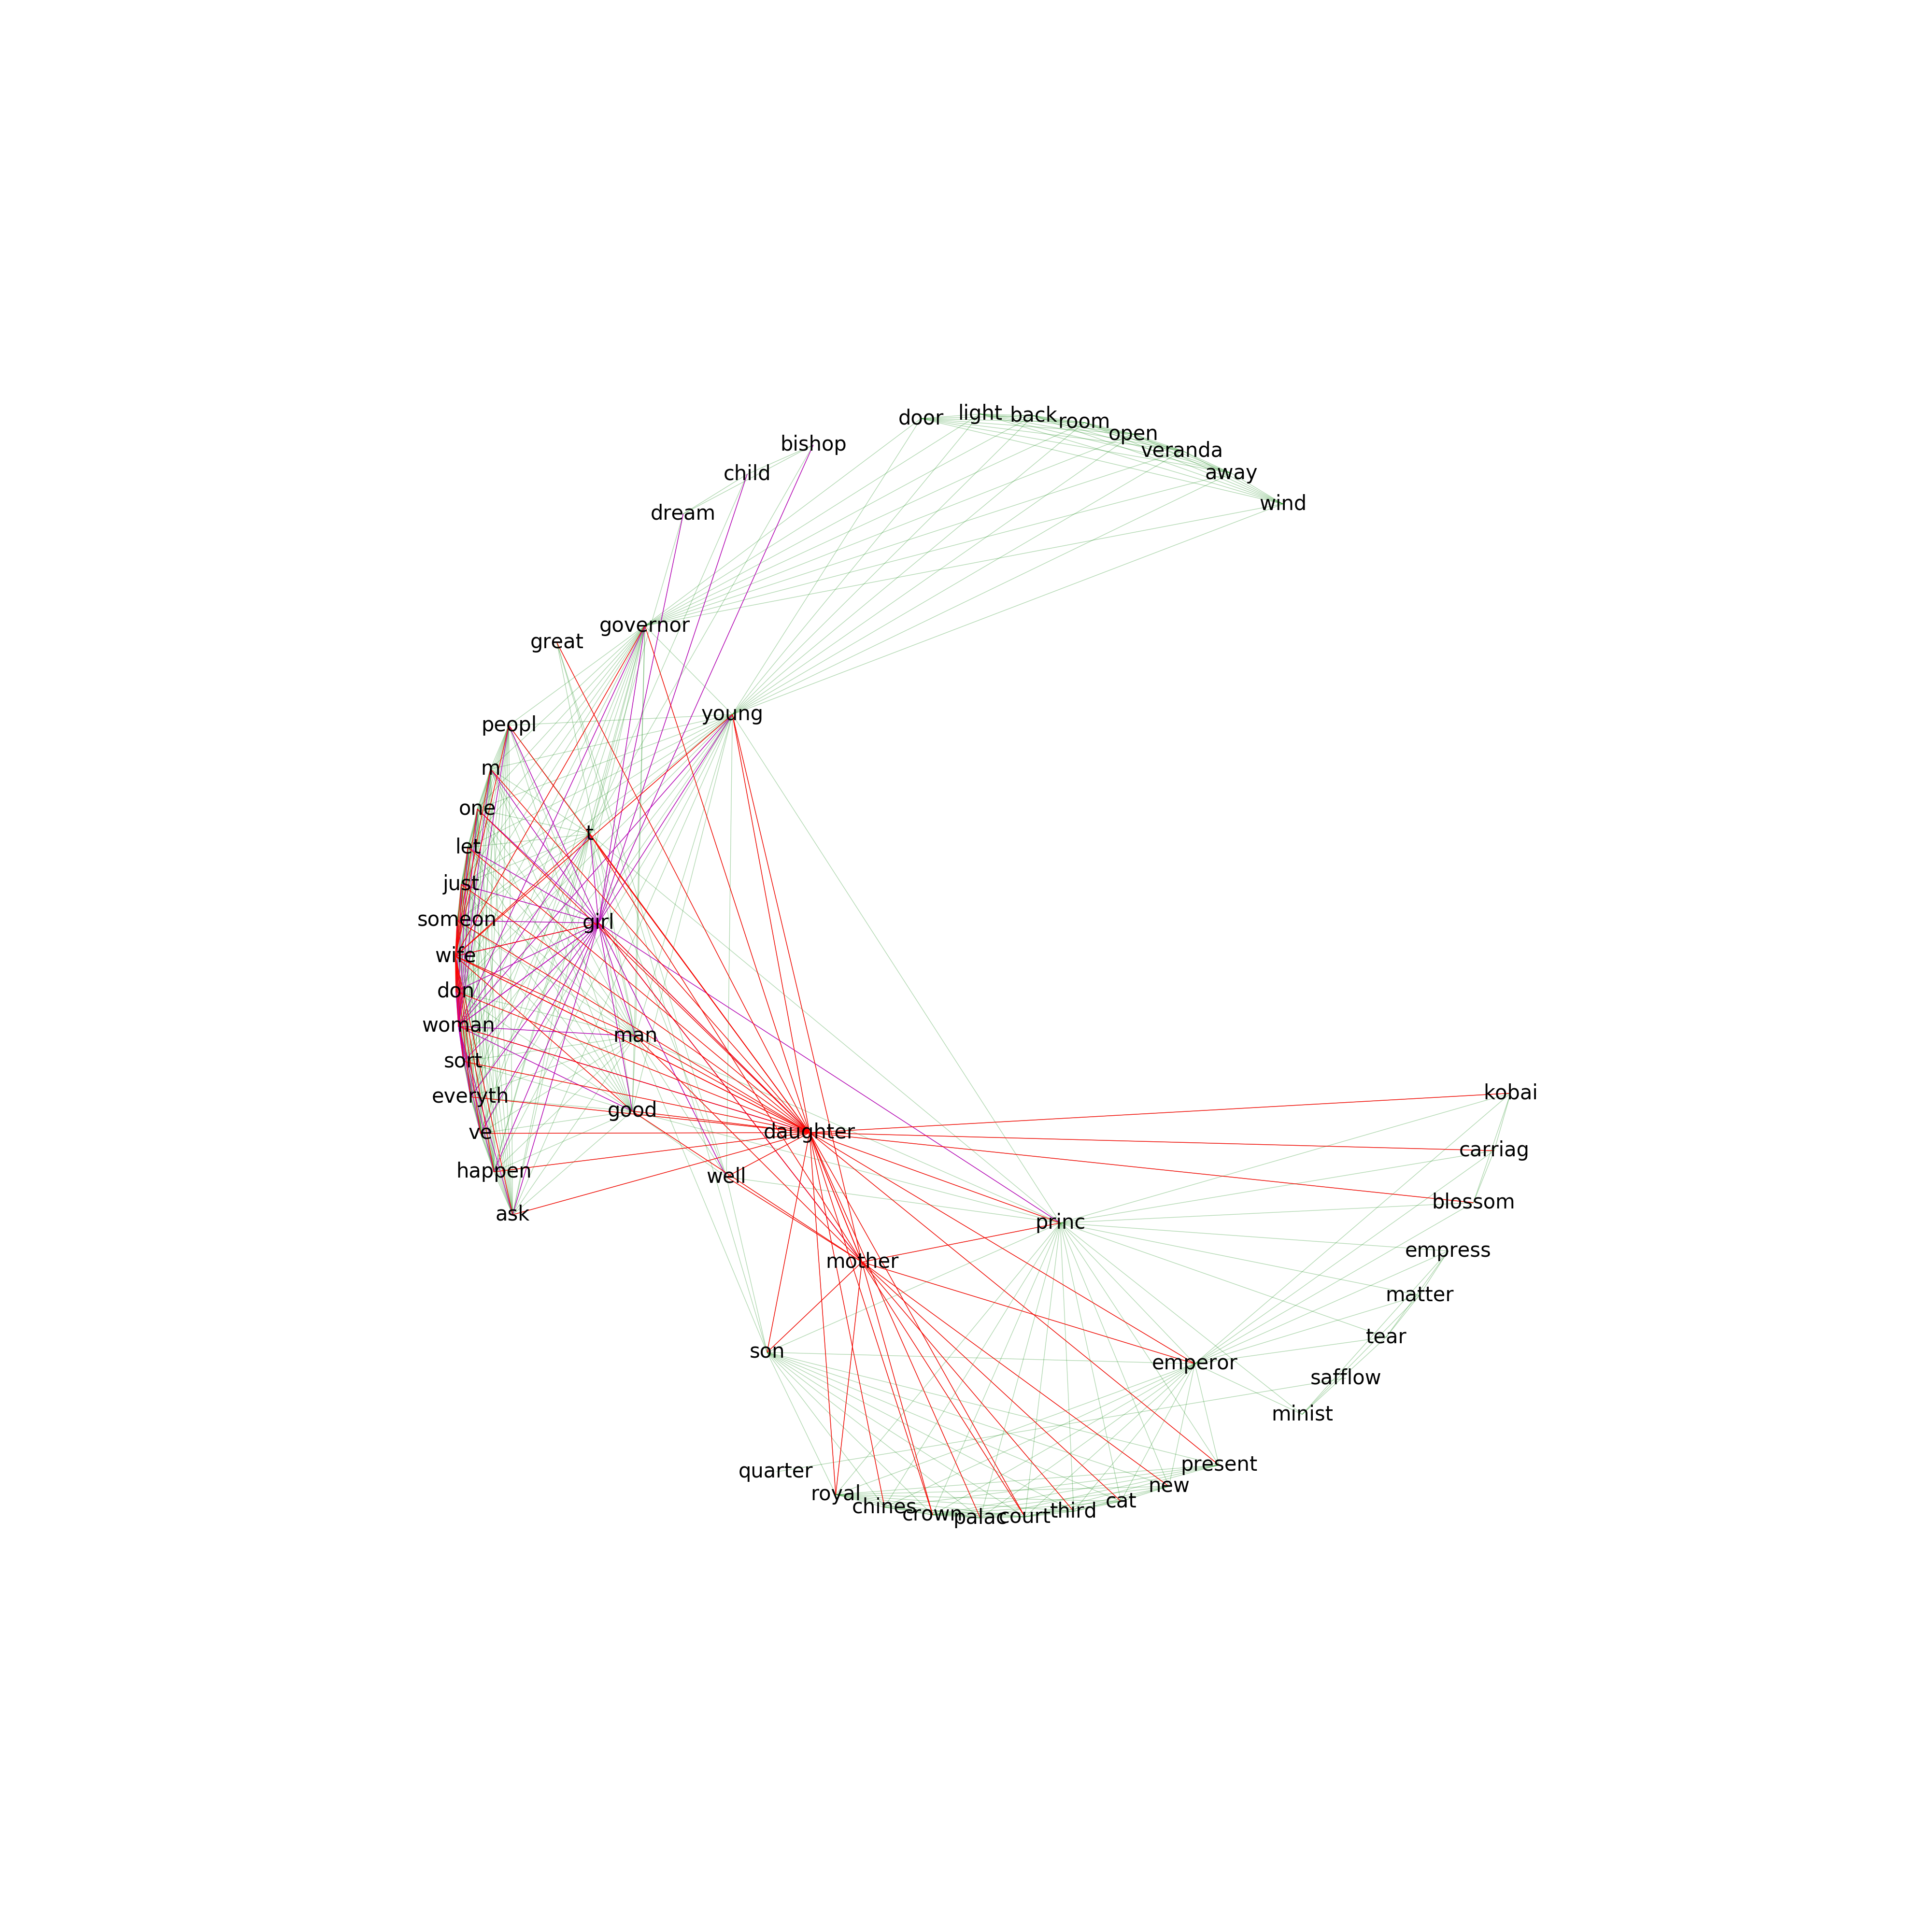 light
back
door
room
open
bishop
veranda
child
away
wind
dream
governor
great
young
peopl
m
one
t
let
just
someon
girl
wife
don
woman
man
sort
kobai
everyth
good
ve
daughter
carriag
happen
well
blossom
ask
princ
empress
mother
matter
tear
son
emperor
safflow
minist
present
quarter
new
royal
cat
chines
third
crown
court
palac